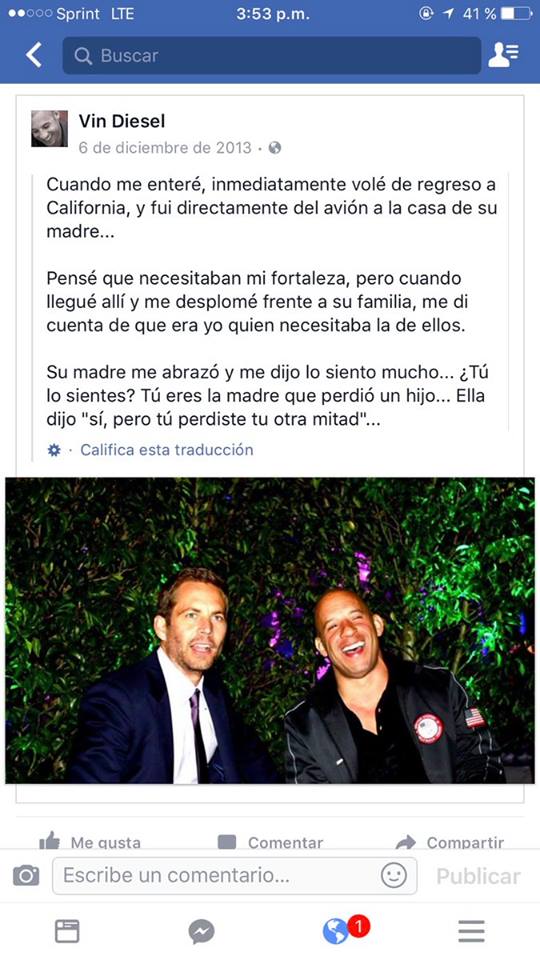 Sprint LTE 3:53 p.m. 41 %
Buscar
Vin Diesel
6 de diciembre de 2013 ·
Cuando me enteré, inmediatamente volé de regreso a
California, y fui directamente del avión a la casa de su
madre...
Pensé que necesitaban mi fortaleza, pero cuando
llegué allí y me desplomé frente a su familia, me di
cuenta de que era yo quien necesitaba la de ellos.
Su madre me abrazó y me dijo lo siento mucho... ¿Tú
lo sientes? Tú eres la madre que perdió un hijo... Ella
dijo "sí, pero tú perdiste tu otra mitad"...
· Califica esta traducción
Me gusta Comentar Compartir
Escribe un comentario... Publicar
1